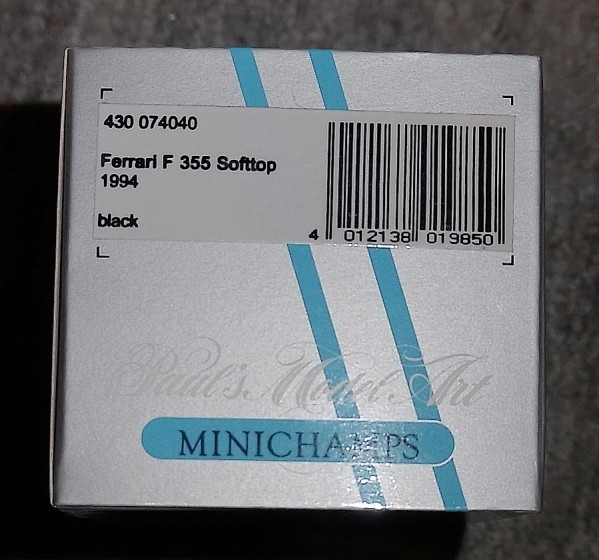 430 074040
Ferrari F 355 Softtop
1994
black
4 012138 019850
Paul's Model Art
MINICHAMPS